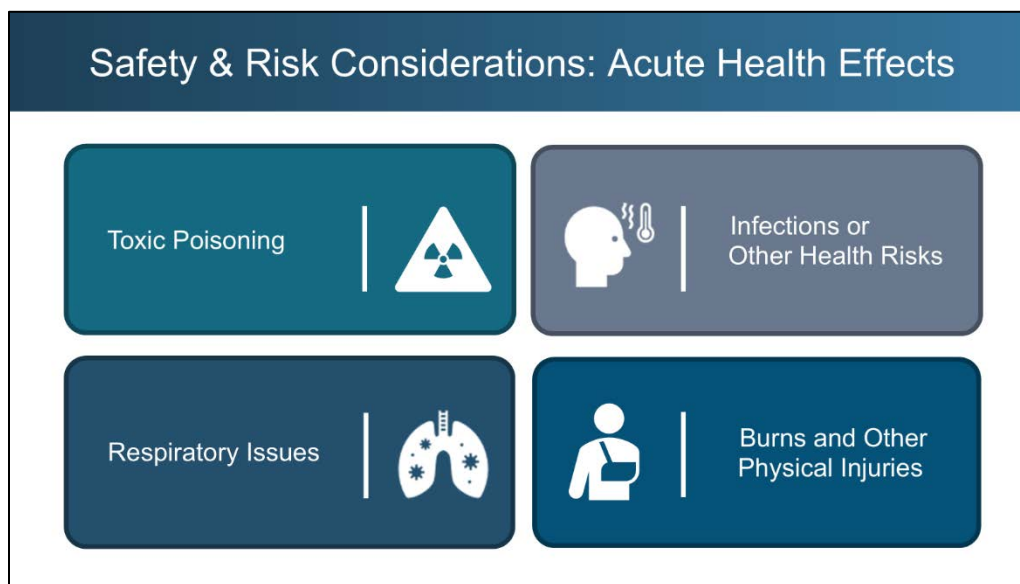 Safety & Risk Considerations: Acute Health Effects
Toxic Poisoning
Infections or
Other Health Risks
Respiratory Issues
Burns and Other
Physical Injuries